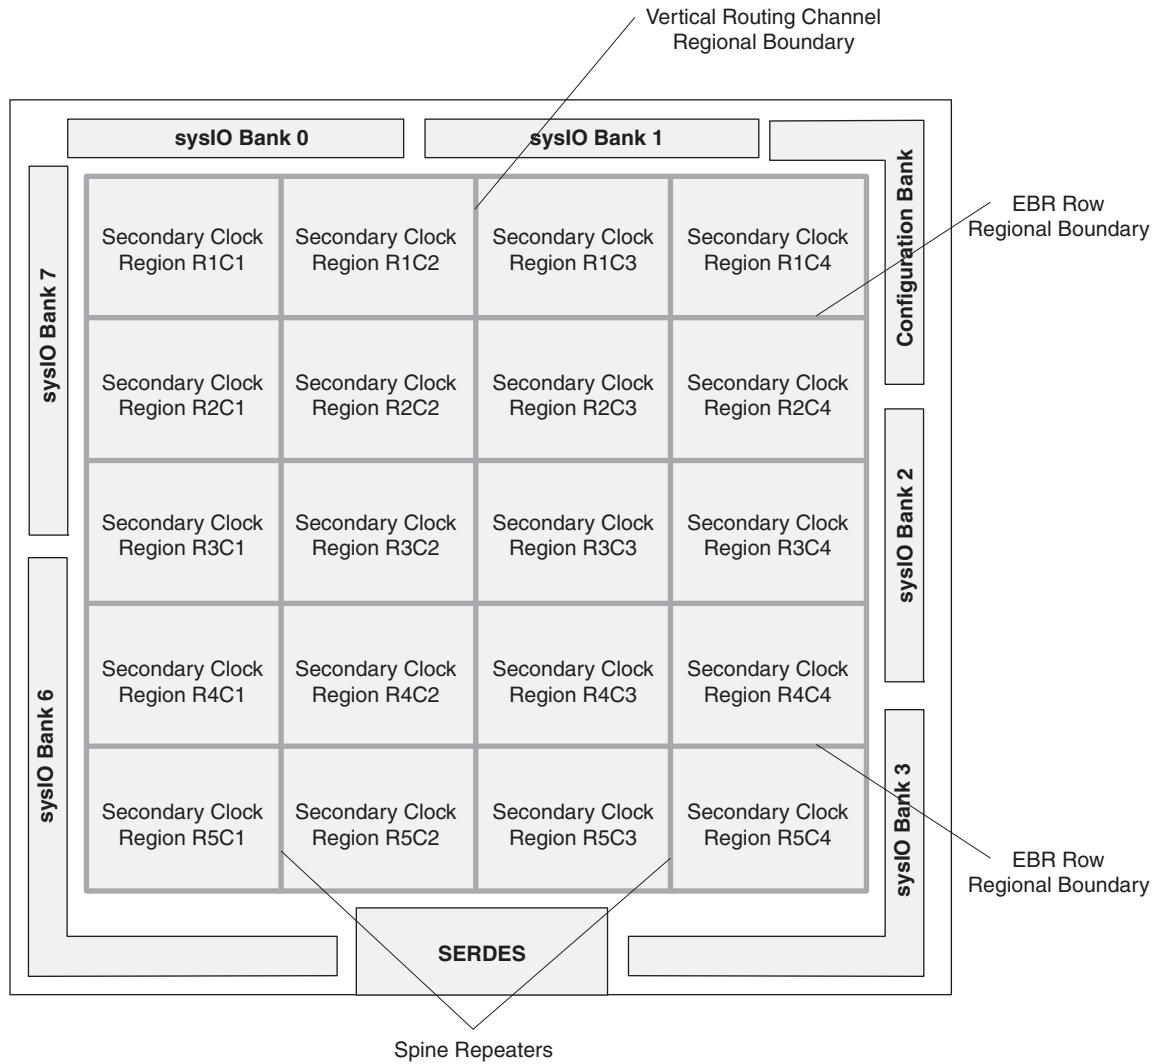 Vertical Routing Channel
Regional Boundary
sysIO Bank 0
sysIO Bank 1
Configuration Bank
EBR Row
Regional Boundary
sysIO Bank 7
Secondary Clock
Region R1C1
Secondary Clock
Region R1C2
Secondary Clock
Region R1C3
Secondary Clock
Region R1C4
Secondary Clock
Region R2C1
Secondary Clock
Region R2C2
Secondary Clock
Region R2C3
Secondary Clock
Region R2C4
sysIO Bank 2
Secondary Clock
Region R3C1
Secondary Clock
Region R3C2
Secondary Clock
Region R3C3
Secondary Clock
Region R3C4
sysIO Bank 6
Secondary Clock
Region R4C1
Secondary Clock
Region R4C2
Secondary Clock
Region R4C3
Secondary Clock
Region R4C4
sysIO Bank 3
Secondary Clock
Region R5C1
Secondary Clock
Region R5C2
Secondary Clock
Region R5C3
Secondary Clock
Region R5C4
EBR Row
Regional Boundary
SERDES
Spine Repeaters